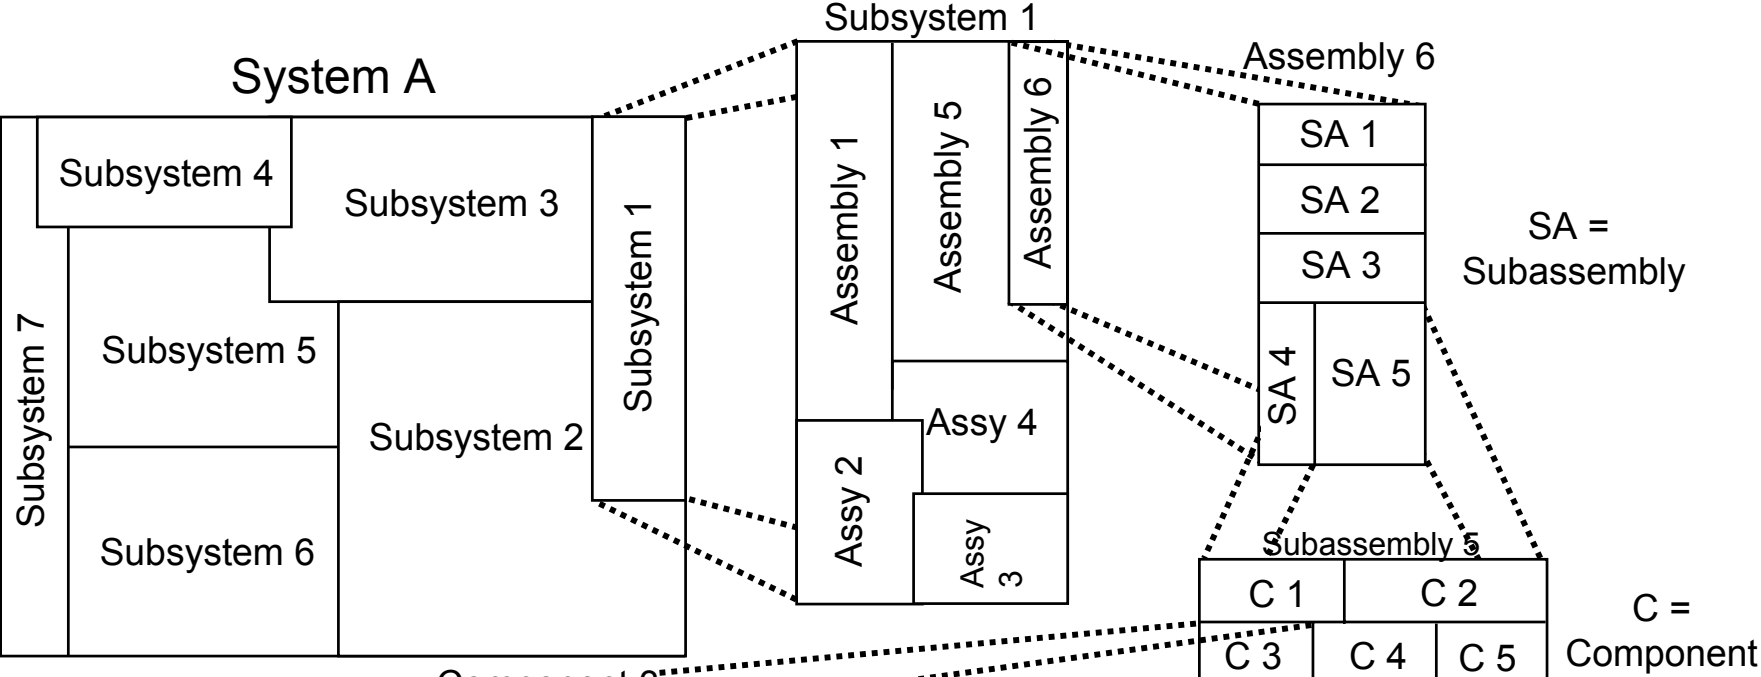 Subsystem 1
System A
Assembly 6
Subsystem 4
Subsystem 3
Subsystem 1
Subsystem 7
Subsystem 5
Subsystem 2
Subsystem 6
Assembly 1
Assembly 5
Assembly 6
Assy 4
Assy 2
Assy
3
SA 1
SA 2
SA 3
SA 4
SA 5
SA =
Subassembly
Subassembly 5
C 1
C 2
C 3
C 4
C 5
C =
Component